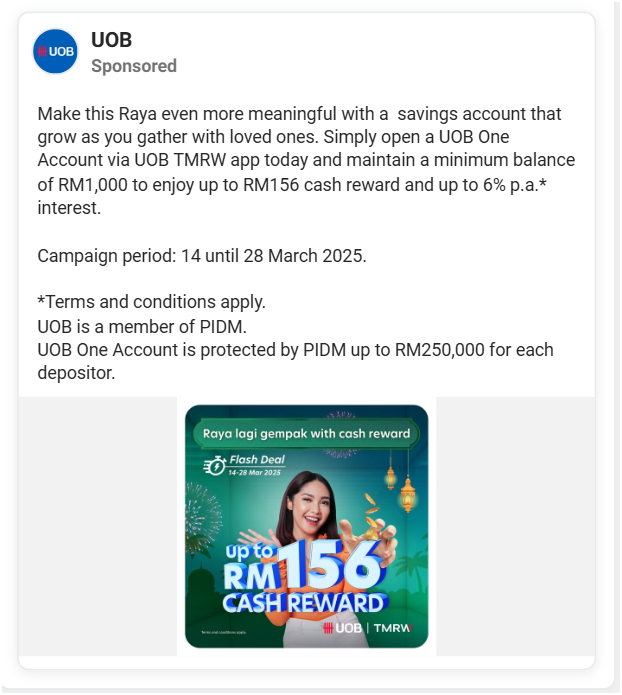 UOB
UOB
Sponsored
Make this Raya even more meaningful with a  savings account that
grow as you gather with loved ones. Simply open a UOB One
Account via UOB TMRW app today and maintain a minimum balance
of RM1,000 to enjoy up to RM156 cash reward and up to 6% p.a.*
interest.
Campaign period: 14 until 28 March 2025.
*Terms and conditions apply.
UOB is a member of PIDM.
UOB One Account is protected by PIDM up to RM250,000 for each
depositor.
Raya lagi gempak with cash reward
Flash Deal
14-28 Mar 2025
up to
RM156
CASH REWARD
UOB | TMRW
Terms and conditions apply.